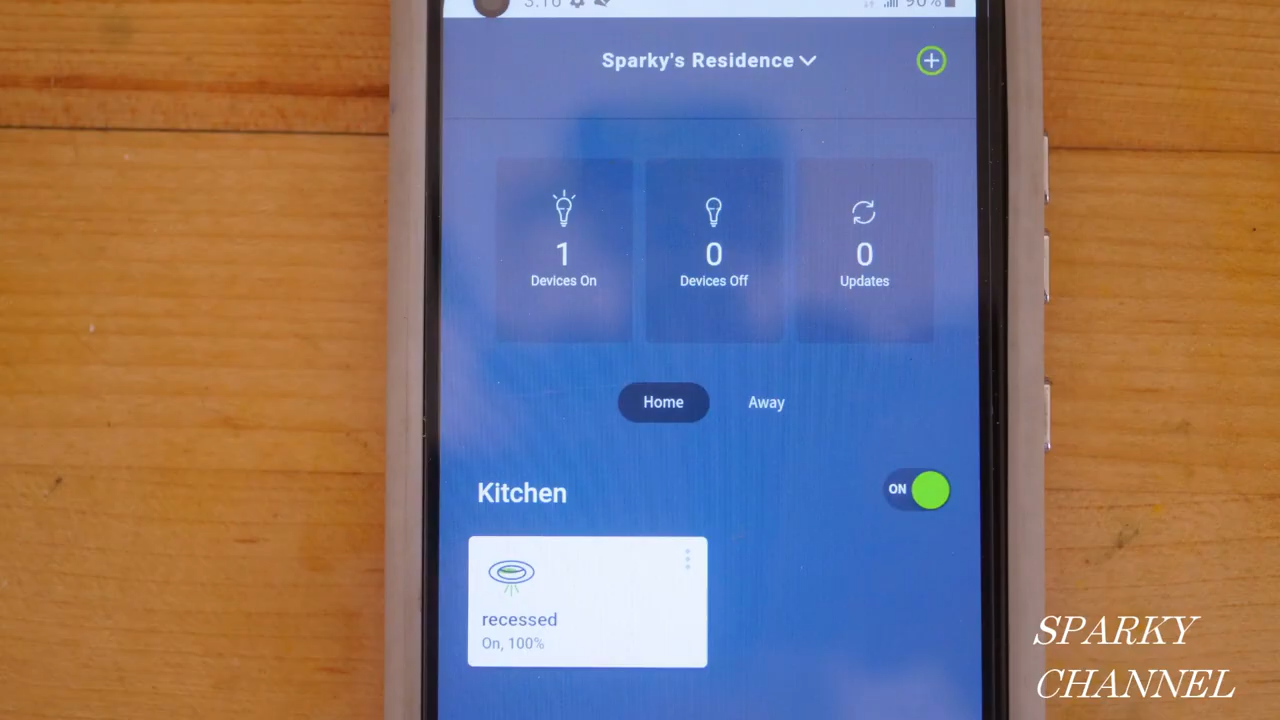 Sparky's Residence
1
Devices On
0
Devices Off
0
Updates
Home
Away
Kitchen
ON
recessed
On, 100%
SPARKY
CHANNEL